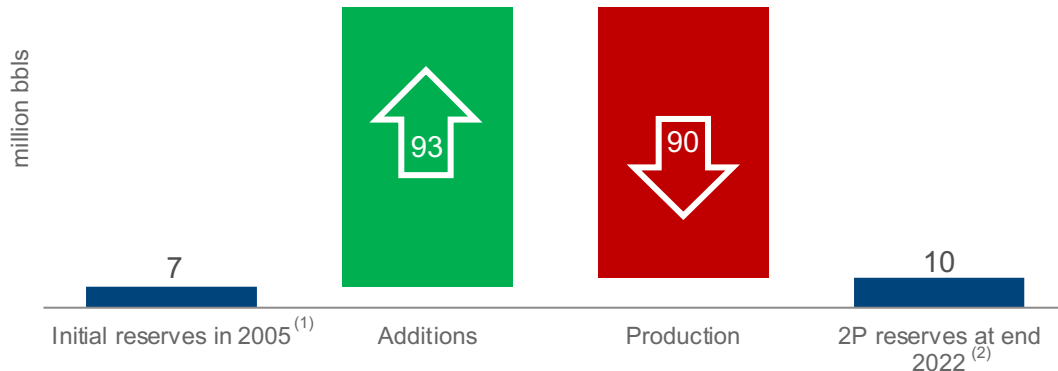 million bbls
93
90
7
10
Initial reserves in 2005 (1)
Additions
Production
2P reserves at end
2022 (2)